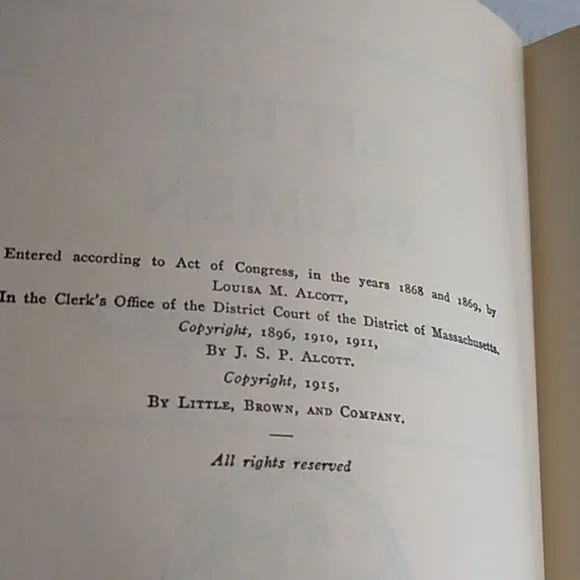 Entered according to Act of Congress, in the years 1868 and 1869, by
LOUISA M. ALCOTT,
In the Clerk's Office of the District Court of the District of Massachusetts.
Copyright, 1896, 1910, 1911,
BY J. S. P. ALCOTT.
Copyright, 1915,
BY LITTLE, BROWN, AND COMPANY.
All rights reserved